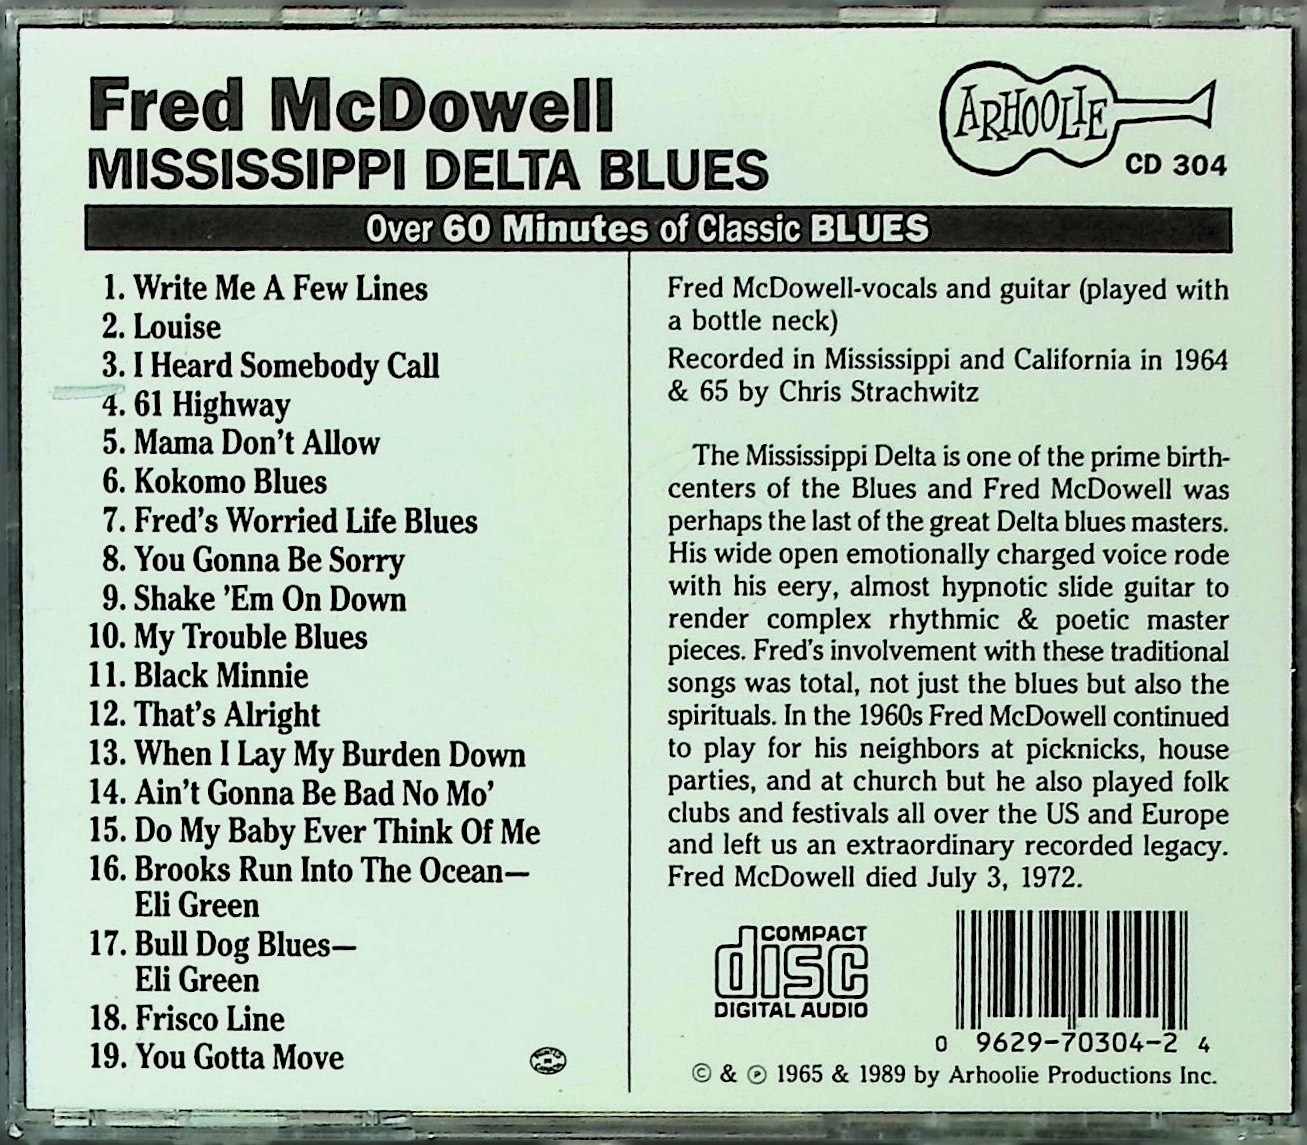 Fred McDowell
MISSISSIPPI DELTA BLUES
ARHOOLIE
CD 304
Over 60 Minutes of Classic BLUES
1. Write Me A Few Lines
2. Louise
3. I Heard Somebody Call
4. 61 Highway
5. Mama Don't Allow
6. Kokomo Blues
7. Fred's Worried Life Blues
8. You Gonna Be Sorry
9. Shake 'Em On Down
10. My Trouble Blues
11. Black Minnie
12. That's Alright
13. When I Lay My Burden Down
14. Ain't Gonna Be Bad No Mo'
15. Do My Baby Ever Think Of Me
16. Brooks Run Into The Ocean—
Eli Green
17. Bull Dog Blues—
Eli Green
18. Frisco Line
19. You Gotta Move
Fred McDowell-vocals and guitar (played with
a bottle neck)
Recorded in Mississippi and California in 1964
& 65 by Chris Strachwitz
The Mississippi Delta is one of the prime birth-
centers of the Blues and Fred McDowell was
perhaps the last of the great Delta blues masters.
His wide open emotionally charged voice rode
with his eery, almost hypnotic slide guitar to
render complex rhythmic & poetic master
pieces. Fred's involvement with these traditional
songs was total, not just the blues but also the
spirituals. In the 1960s Fred McDowell continued
to play for his neighbors at picknicks, house
parties, and at church but he also played folk
clubs and festivals all over the US and Europe
and left us an extraordinary recorded legacy.
Fred McDowell died July 3, 1972.
COMPACT
disc
DIGITAL AUDIO
0 9629-70304-2 4
© & ℗ 1965 & 1989 by Arhoolie Productions Inc.